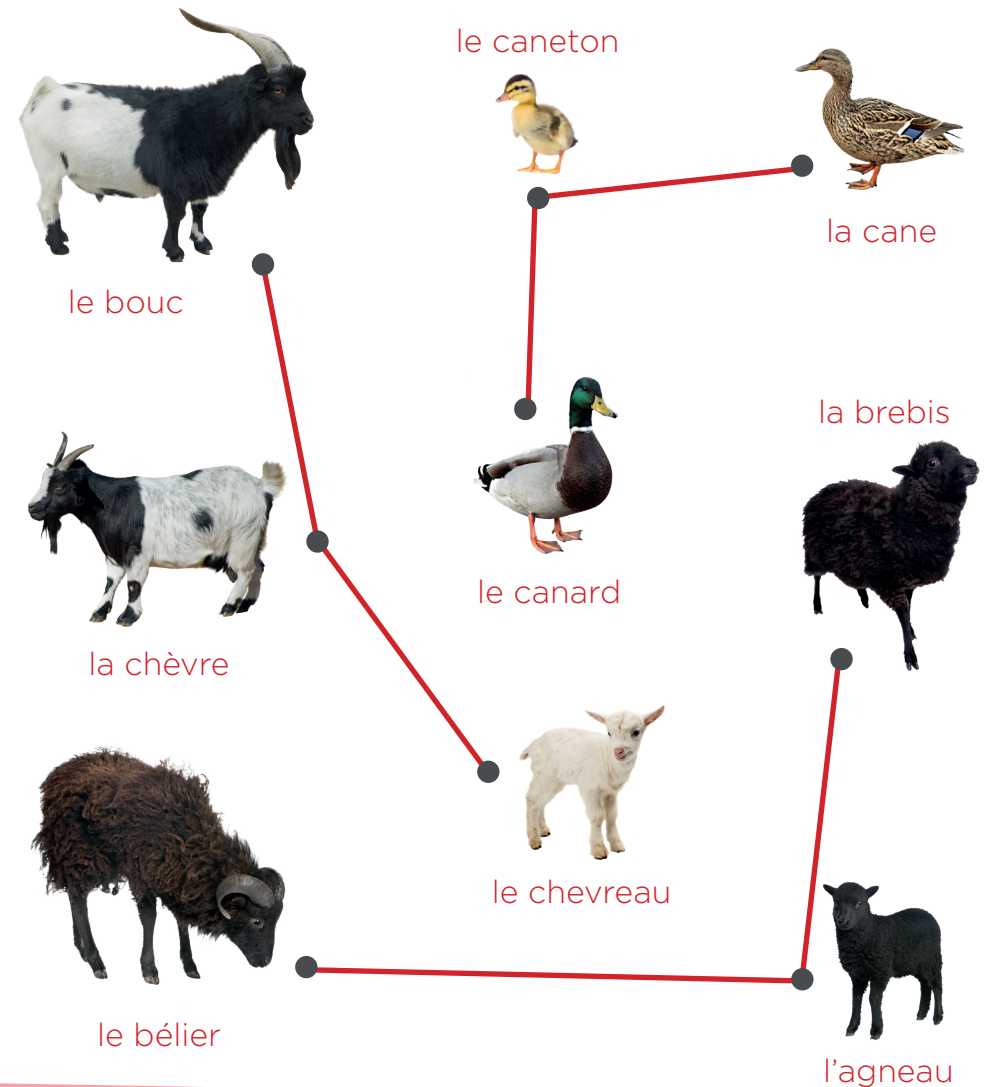 le caneton
la cane
le bouc
la brebis
le canard
la chèvre
le chevreau
le bélier
l'agneau